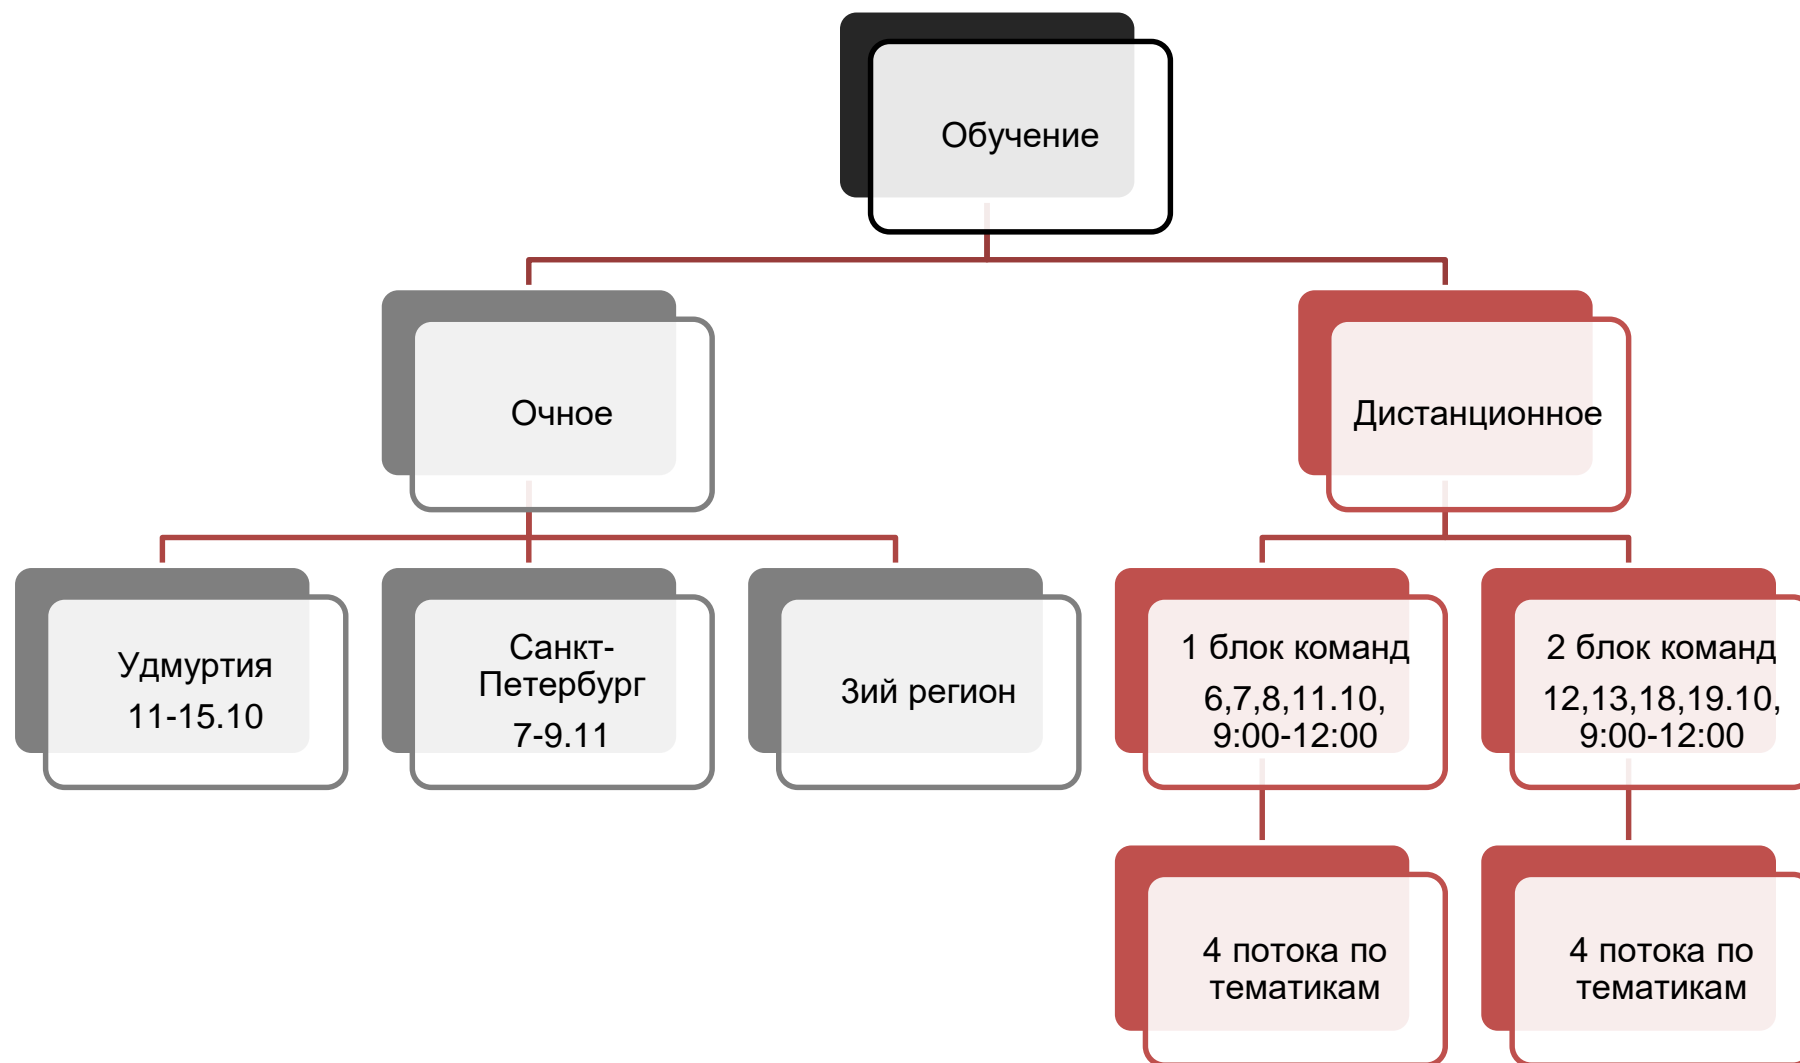 Обучение
Очное
Дистанционное
Удмуртия
11-15.10
Санкт-
Петербург
7-9.11
3ий регион
1 блок команд
6,7,8,11.10,
9:00-12:00
2 блок команд
12,13,18,19.10,
9:00-12:00
4 потока по
тематикам
4 потока по
тематикам